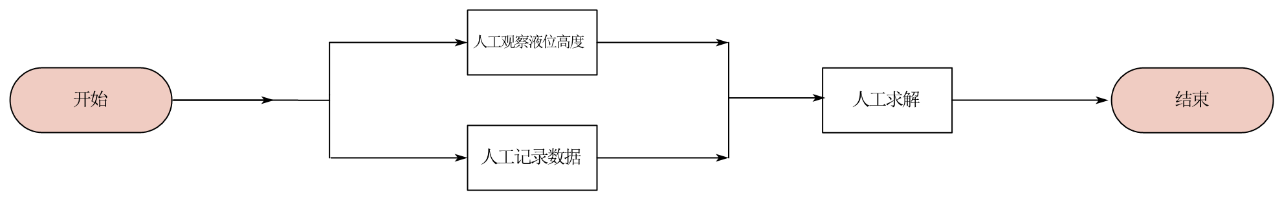 开始
人工观察液位高度
人工记录数据
人工求解
结束